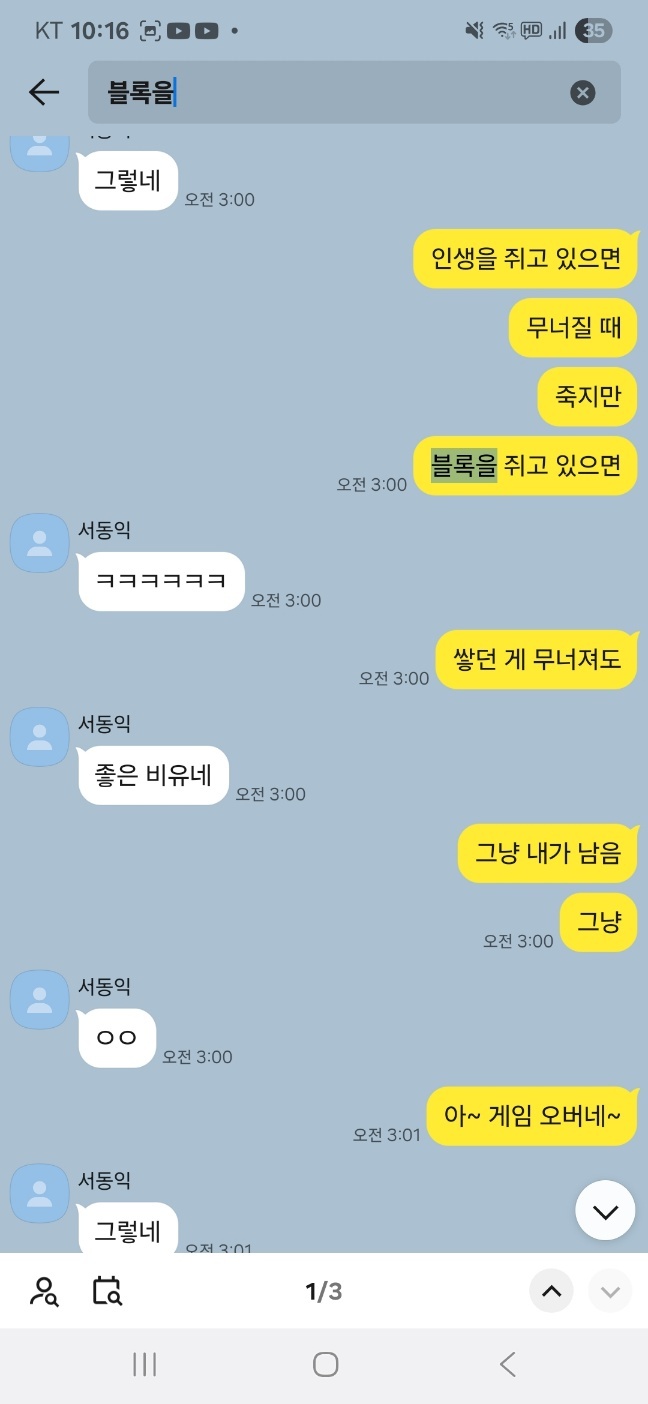 KT 10:16
HD
35
블록을
그렇네
오전 3:00
인생을 쥐고 있으면
무너질 때
죽지만
블록을 쥐고 있으면
오전 3:00
서동익
ㅋㅋㅋㅋㅋㅋ
오전 3:00
쌓던 게 무너져도
오전 3:00
서동익
좋은 비유네
오전 3:00
그냥 내가 남음
그냥
오전 3:00
서동익
ㅇㅇ
오전 3:00
아~ 게임 오버네~
오전 3:01
서동익
그렇네
오전 3:01
1/3